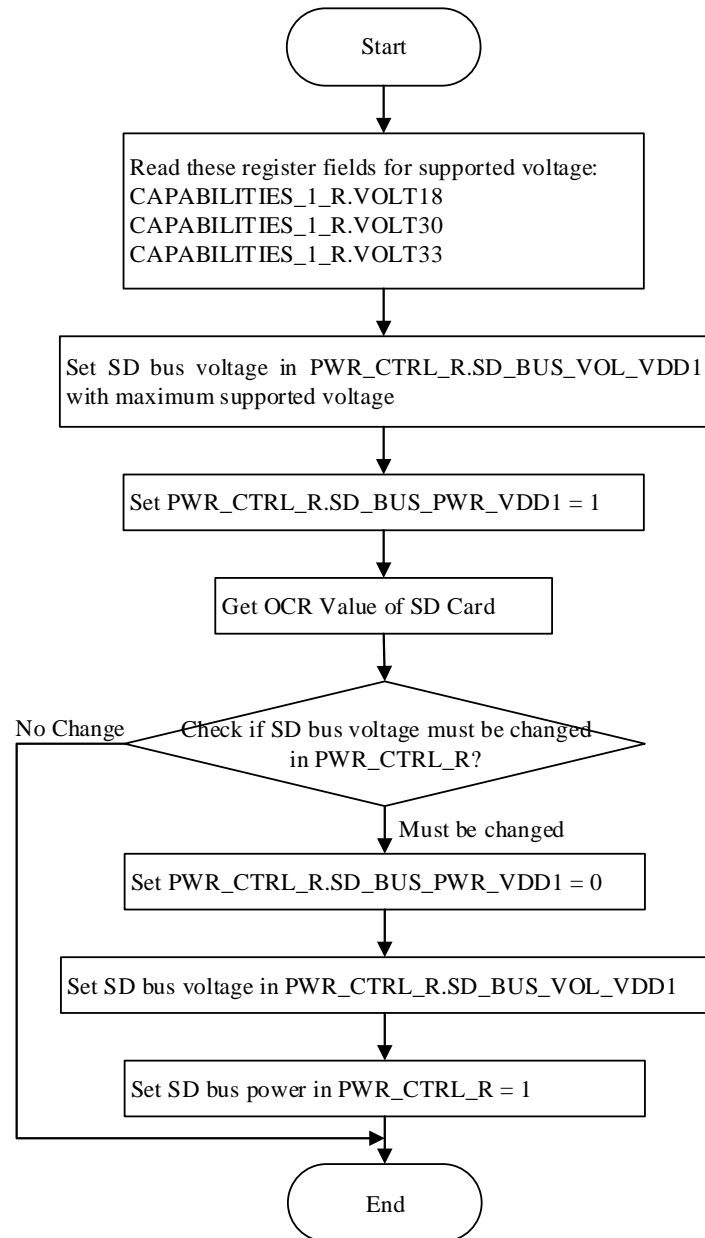 Start
Read these register fields for supported voltage:
CAPABILITIES_1_R.VOLT18
CAPABILITIES_1_R.VOLT30
CAPABILITIES_1_R.VOLT33
Set SD bus voltage in PWR_CTRL_R.SD_BUS_VOL_VDD1
with maximum supported voltage
Set PWR_CTRL_R.SD_BUS_PWR_VDD1 = 1
Get OCR Value of SD Card
No Change
Check if SD bus voltage must be changed
in PWR_CTRL_R?
Must be changed
Set PWR_CTRL_R.SD_BUS_PWR_VDD1 = 0
Set SD bus voltage in PWR_CTRL_R.SD_BUS_VOL_VDD1
Set SD bus power in PWR_CTRL_R = 1
End